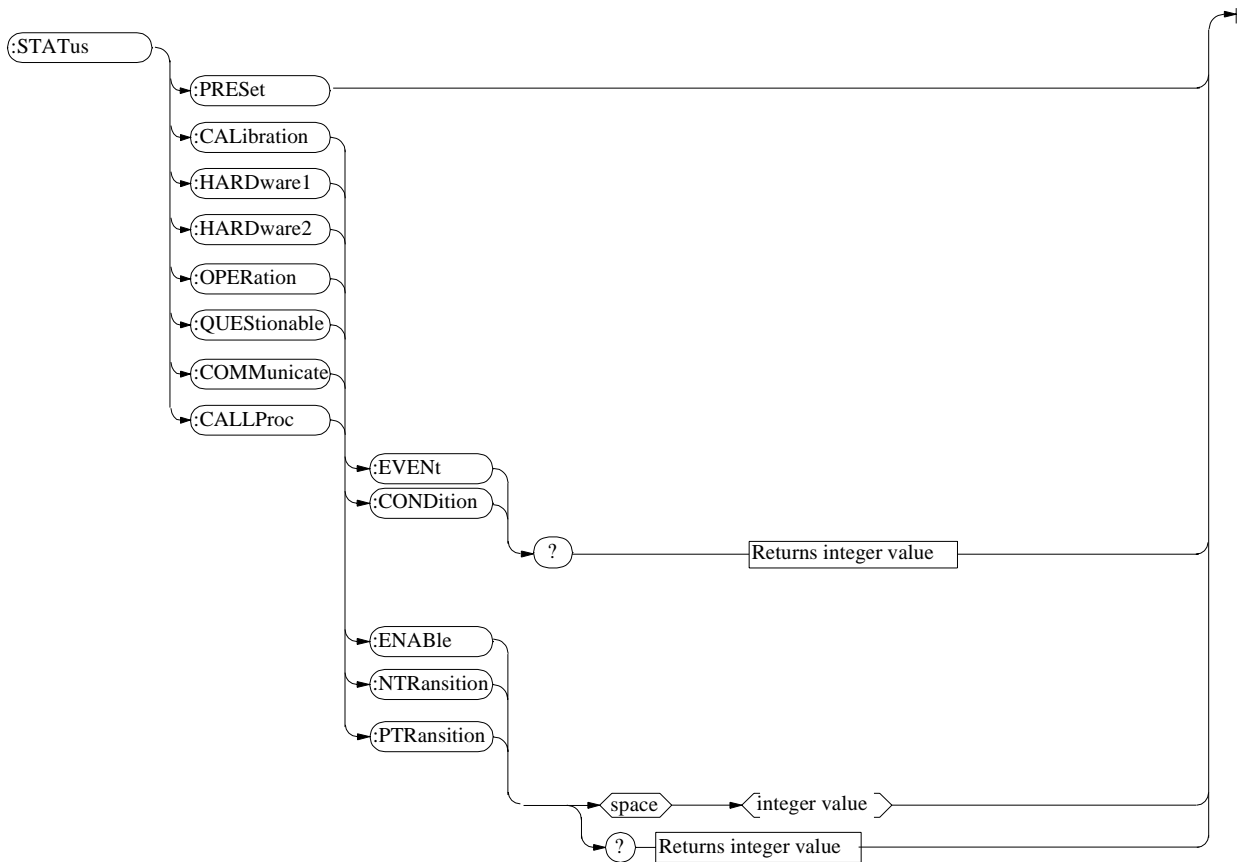 :STATus
:PRESet
:CALibration
:HARDware1
:HARDware2
:OPERation
:QUEStionable
:COMMunicate
:CALLProc
:EVENt
:CONDition
? Returns integer value
:ENABle
:NTRansition
:PTRansition
space integer value
? Returns integer value